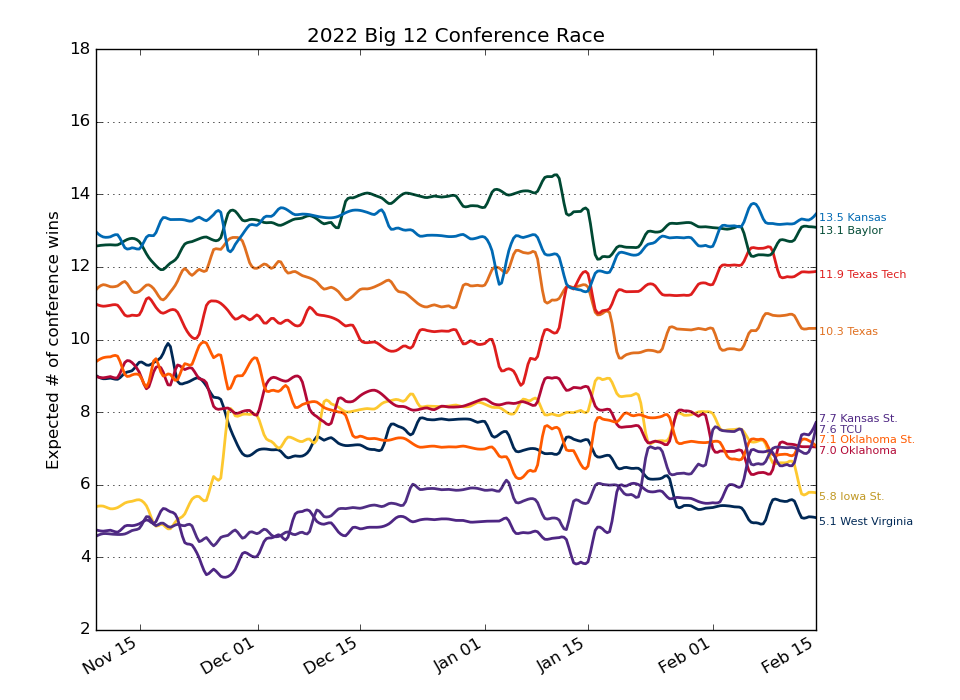 2022 Big 12 Conference Race
Expected # of conference wins
18
16
14
12
10
8
6
4
2
13.5 Kansas
13.1 Baylor
11.9 Texas Tech
10.3 Texas
7.7 Kansas St.
7.6 TCU
7.1 Oklahoma St.
7.0 Oklahoma
5.8 Iowa St.
5.1 West Virginia
Nov 15
Dec 01
Dec 15
Jan 01
Jan 15
Feb 01
Feb 15